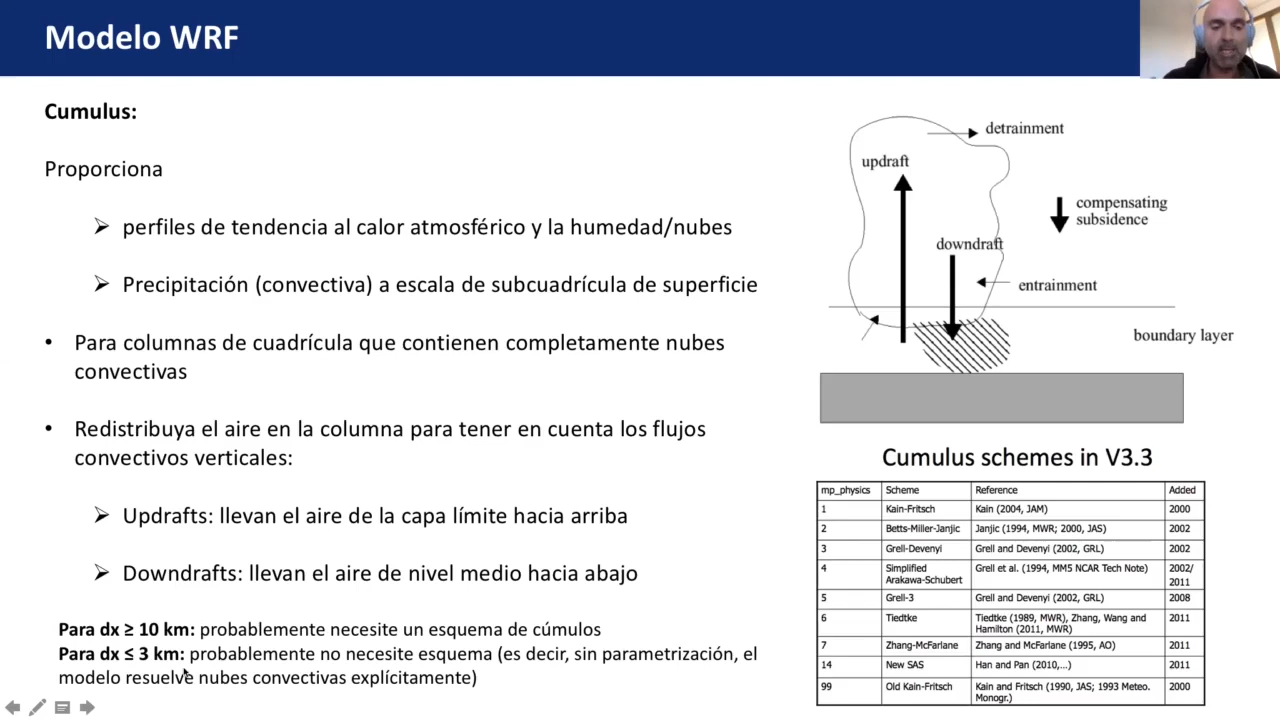 Modelo WRF
Cumulus:
Proporciona
➢ perfiles de tendencia al calor atmosférico y la humedad/nubes
➢ Precipitación (convectiva) a escala de subcuadrícula de superficie
• Para columnas de cuadrícula que contienen completamente nubes
convectivas
• Redistribuya el aire en la columna para tener en cuenta los flujos
convectivos verticales:
➢ Updrafts: llevan el aire de la capa límite hacia arriba
➢ Downdrafts: llevan el aire de nivel medio hacia abajo
Para dx ≥ 10 km: probablemente necesite un esquema de cúmulos
Para dx ≤ 3 km: probablemente no necesite esquema (es decir, sin parametrización, el
modelo resuelve nubes convectivas explícitamente)
detrainment
updraft
compensating
subsidence
downdraft
entrainment
boundary layer
Cumulus schemes in V3.3
mp_physics Scheme Reference Added
1 Kain-Fritsch Kain (2004, JAM) 2000
2 Betts-Miller-Janjic Janjic (1994, MWR; 2000, JAS) 2002
3 Grell-Devenyi Grell and Devenyi (2002, GRL) 2002
4 Simplified Grell et al. (1994, MM5 NCAR Tech Note) 2002/
Arakawa-Schubert 2011
5 Grell-3 Grell and Devenyi (2002, GRL) 2008
6 Tiedtke Tiedtke (1989, MWR), Zhang, Wang and 2011
Hamilton (2011, MWR)
7 Zhang-McFarlane Zhang and McFarlane (1995, AO) 2011
14 New SAS Han and Pan (2010,...) 2011
99 Old Kain-Fritsch Kain and Fritsch (1990, JAS; 1993 Meteo. 2000
Monogr.)